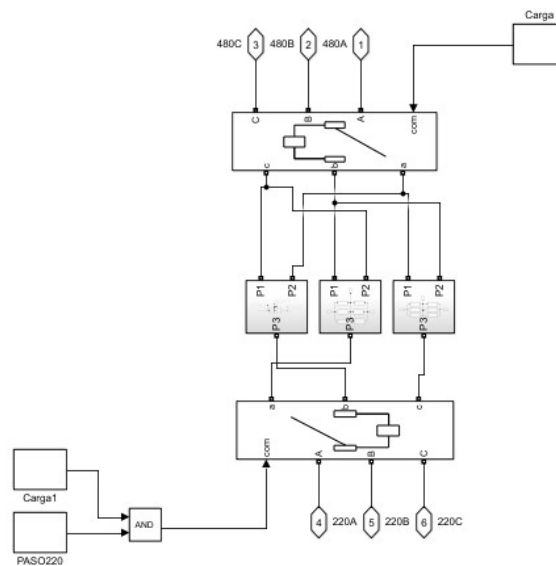 Carga
480C 3 480B 2 480A 1
C B A com
c b a
P1 P2 P1 P2 P1 P2
P3 P3 P3
a b c
com A B C
Carga1
AND
4 220A 5 220B 6 220C
PASO220